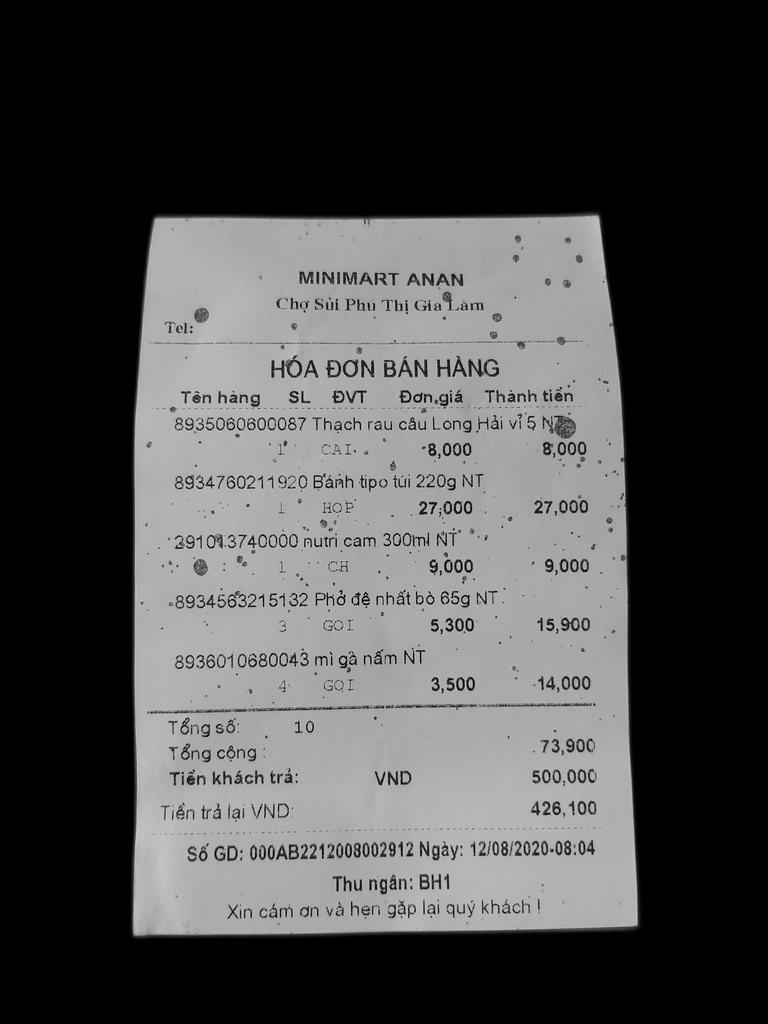 MINIMART ANAN
Chợ Sủi Phú Thị Gia Lâm
Tel:
HÓA ĐƠN BÁN HÀNG
Tên hàng SL ĐVT Đơn giá Thành tiền
8935060600087 Thạch rau câu Long Hải vỉ 5 NT
1 CAI 8,000 8,000
8934760211920 Bánh tipo túi 220g NT
1 HOP 27,000 27,000
2910113740000 nutri cam 300ml NT
1 CH 9,000 9,000
8934563215132 Phở đệ nhất bò 65g NT
3 GOI 5,300 15,900
8936010680043 mì gà nấm NT
4 GOI 3,500 14,000
Tổng số: 10
Tổng cộng : 73,900
Tiền khách trả: VND 500,000
Tiền trả lại VND: 426,100
Số GD: 000AB2212008002912 Ngày: 12/08/2020-08:04
Thu ngân: BH1
Xin cám ơn và hẹn gặp lại quý khách !